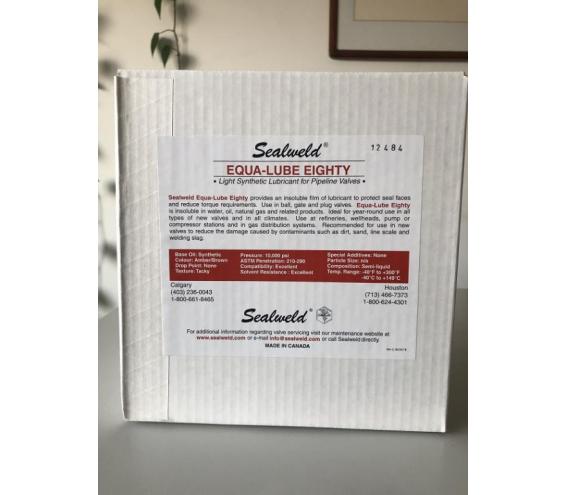 Sealweld®
12484
EQUA-LUBE EIGHTY
• Light Synthetic Lubricant for Pipeline Valves •
Sealweld Equa-Lube Eighty provides an insoluble film of lubricant to protect seal faces
and reduce torque requirements. Use in ball, gate and plug valves. Equa-Lube Eighty
is insoluble in water, oil, natural gas and related products. Ideal for year-round use in all
types of new valves and in all climates. Use at refineries, wellheads, pump or
compressor stations and in gas distribution systems. Recommended for use in new
valves to reduce the damage caused by contaminants such as dirt, sand, line scale and
welding slag.
Base Oil: Synthetic
Colour: Amber/Brown
Drop Point: None
Texture: Tacky
Pressure: 10,000 psi
ASTM Penetration: 210-290
Compatibility: Excellent
Solvent Resistance: Excellent
Special Additives: None
Particle Size: n/a
Composition: Semi-liquid
Temp. Range: -40°F to +300°F
-40°C to +149°C
Calgary
(403) 236-0043
1-800-661-8465
Houston
(713) 466-7373
1-800-624-4301
Sealweld®
For additional information regarding valve servicing visit our maintenance website at
www.sealweld.com or e-mail info@sealweld.com or call Sealweld directly.
MADE IN CANADA